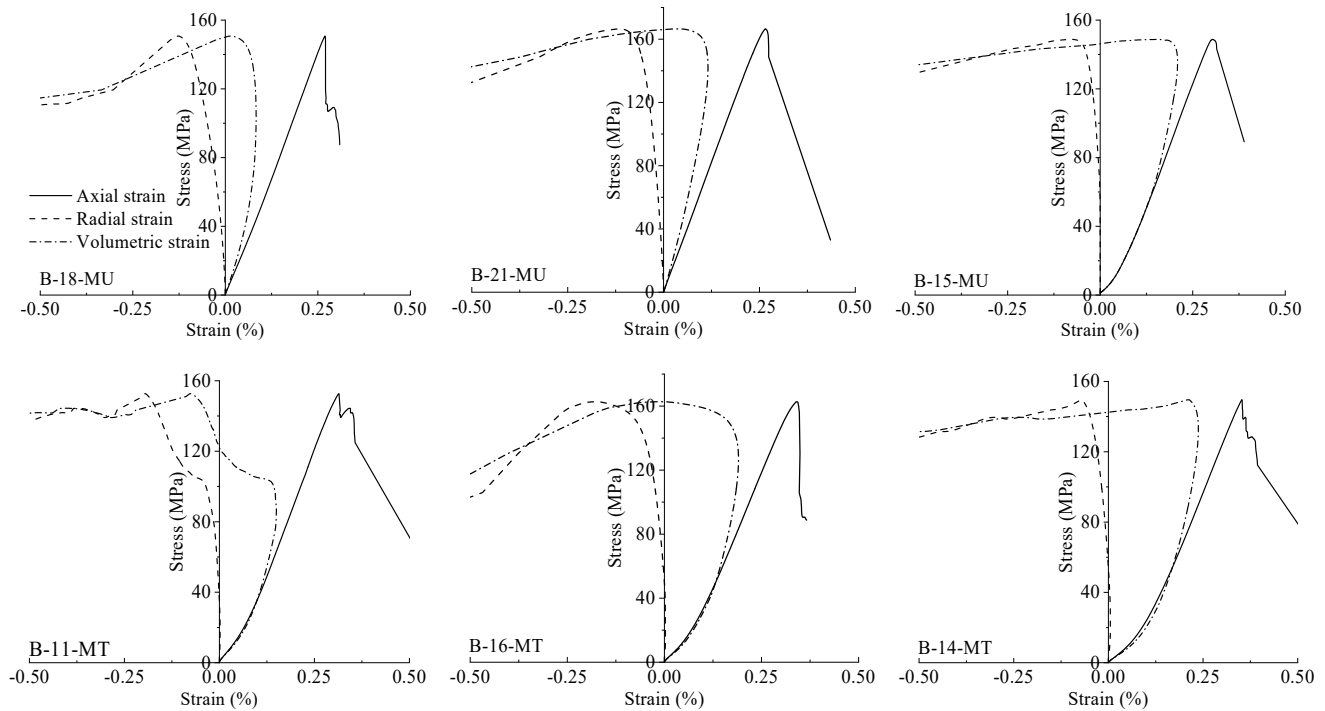 160
120
80
40
0
Stress (MPa)
Axial strain
Radial strain
Volumetric strain
B-18-MU
-0.50
-0.25
0.00
0.25
0.50
Strain (%)
160
120
80
40
0
Stress (MPa)
B-21-MU
-0.50
-0.25
0.00
0.25
0.50
Strain (%)
160
120
80
40
0
Stress (MPa)
B-15-MU
-0.50
-0.25
0.00
0.25
0.50
Strain (%)
160
120
80
40
0
Stress (MPa)
B-11-MT
-0.50
-0.25
0.00
0.25
0.50
Strain (%)
160
120
80
40
0
Stress (MPa)
B-16-MT
-0.50
-0.25
0.00
0.25
0.50
Strain (%)
160
120
80
40
0
Stress (MPa)
B-14-MT
-0.50
-0.25
0.00
0.25
0.50
Strain (%)